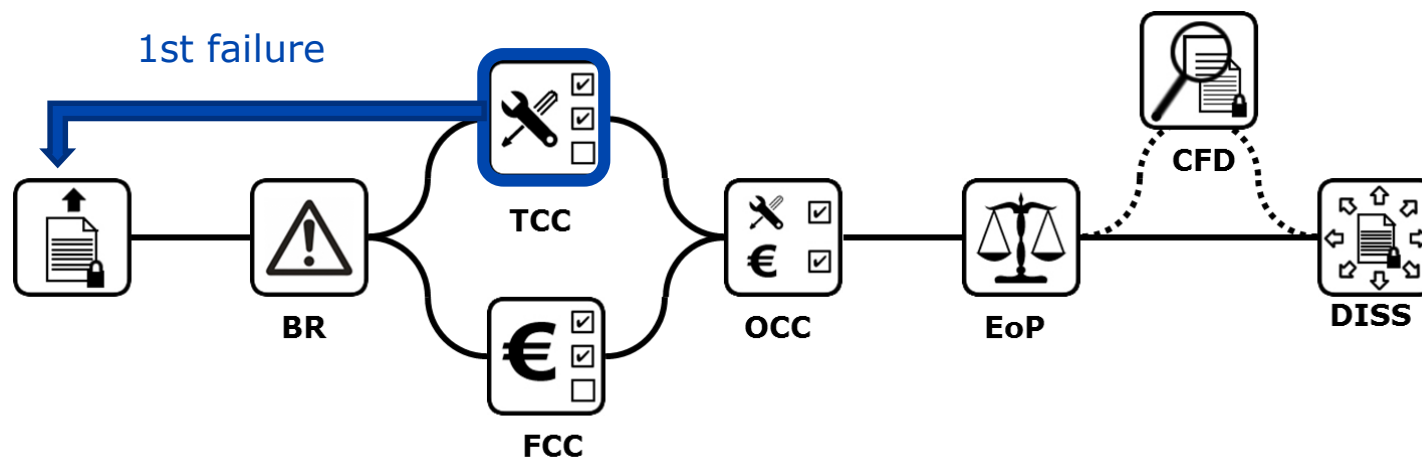 1st failure
CFD
TCC
BR
€
OCC
EoP
DISS
€
FCC